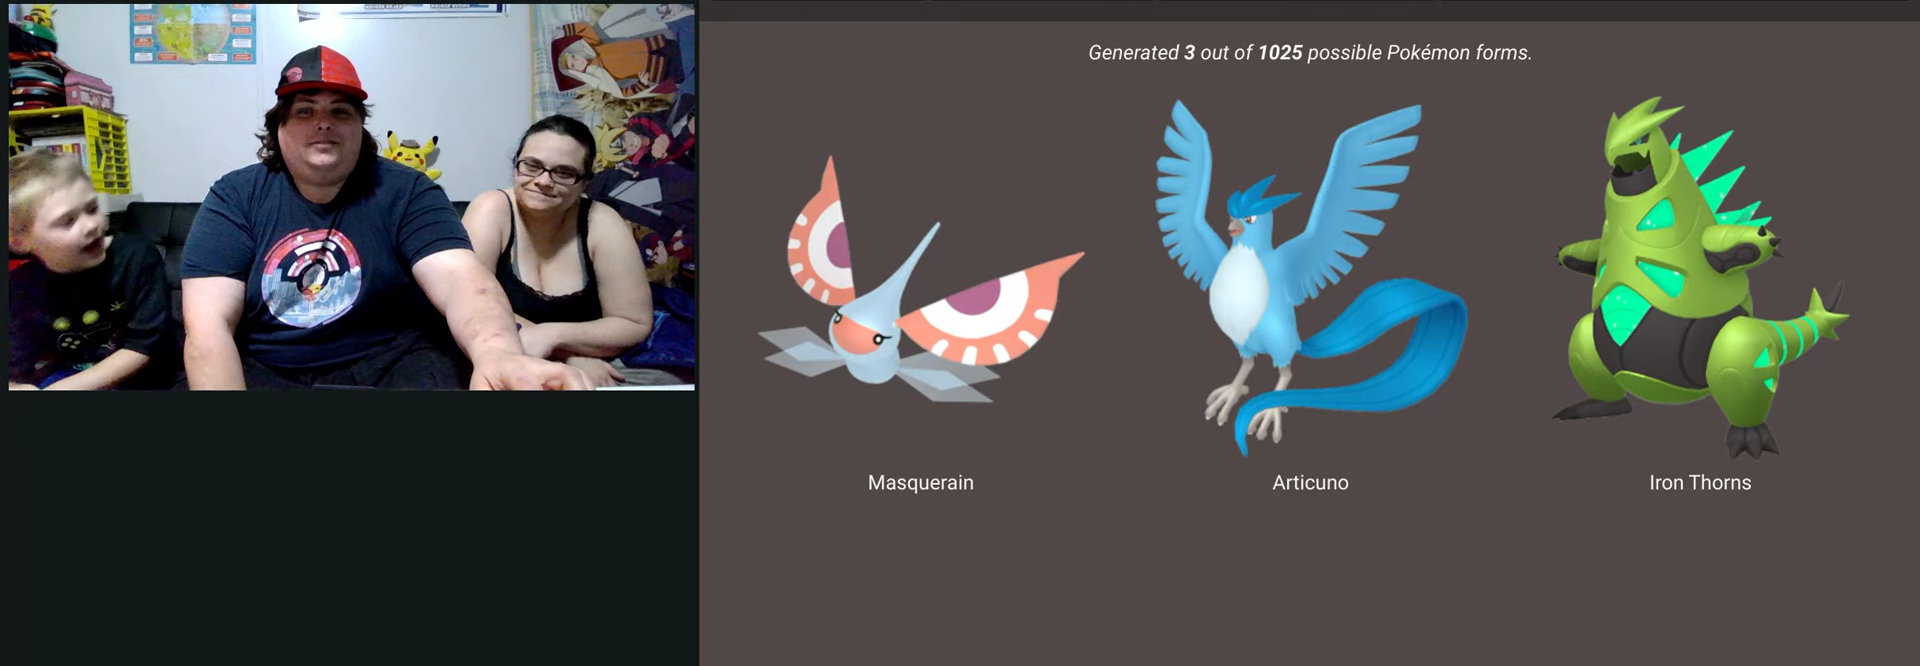 Generated 3 out of 1025 possible Pokémon forms.
Masquerain
Articuno
Iron Thorns